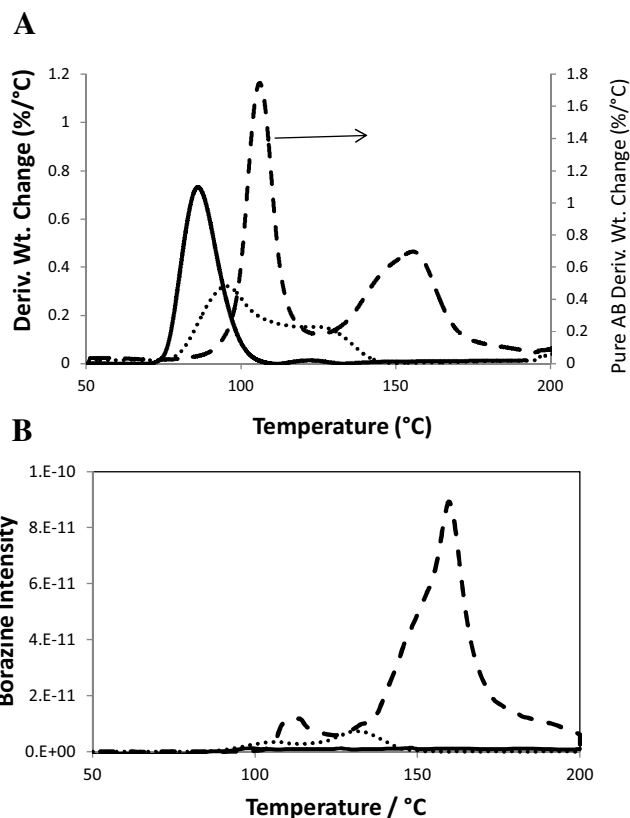 A
Deriv. Wt. Change (%/°C)
1.2
1
0.8
0.6
0.4
0.2
0
1.8
1.6
1.4
1.2
1
0.8
0.6
0.4
0.2
0
Pure AB Deriv. Wt. Change (%/°C)
50
100
150
200
Temperature (°C)
B
Borazine Intensity
1.E-10
8.E-11
6.E-11
4.E-11
2.E-11
0.E+00
50
100
150
200
Temperature / °C